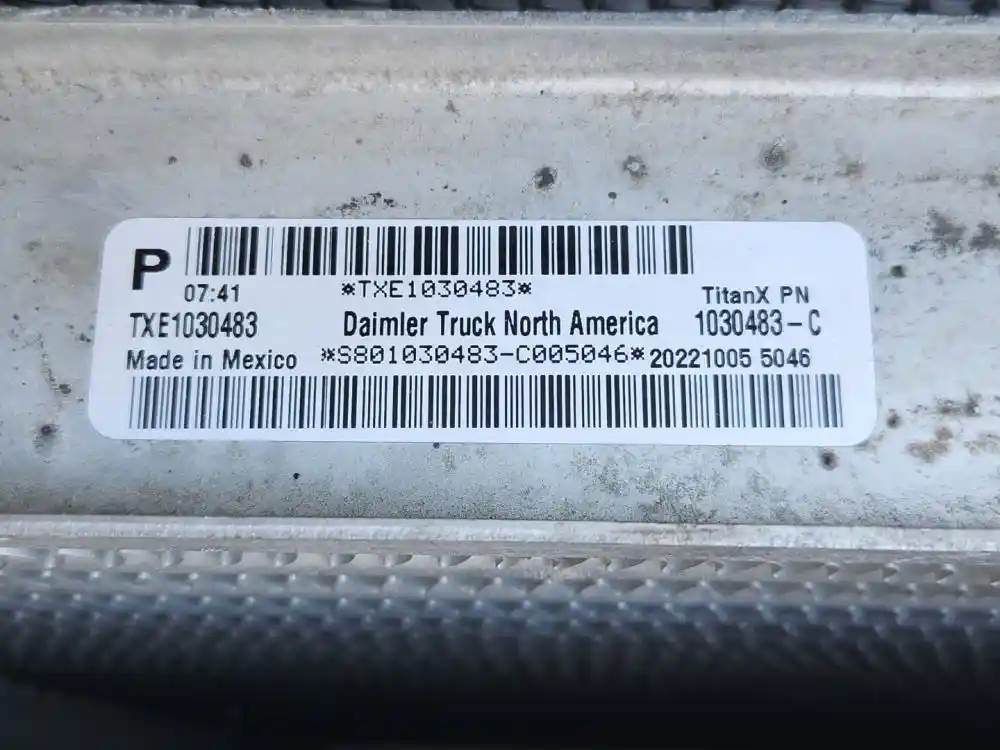 P
*TXE1030483*
07:41
TitanX PN
TXE1030483 Daimler Truck North America 1030483-C
Made in Mexico *S801030483-C005046* 20221005 5046